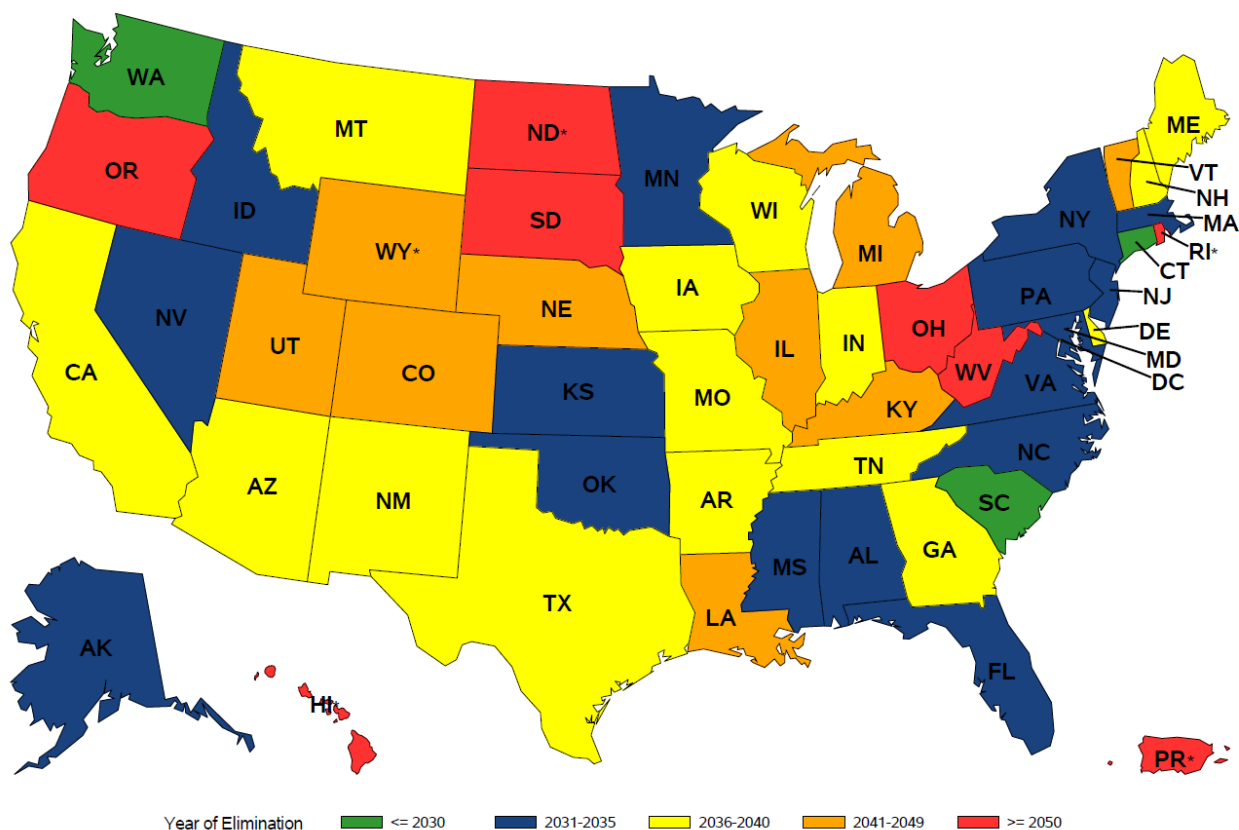 WA
MT
ND*
MN
ME
OR
ID
SD
WI
VT
NH
NY
MA
WY*
MI
RI*
CT
IA
NE
PA
NJ
NV
UT
IL
IN
OH
DE
MD
CA
CO
KS
MO
WV
VA
DC
KY
NC
TN
AZ
NM
OK
AR
SC
MS
AL
GA
TX
LA
AK
FL
HI*
PR*
Year of Elimination <= 2030 2031-2035 2036-2040 2041-2049 >= 2050